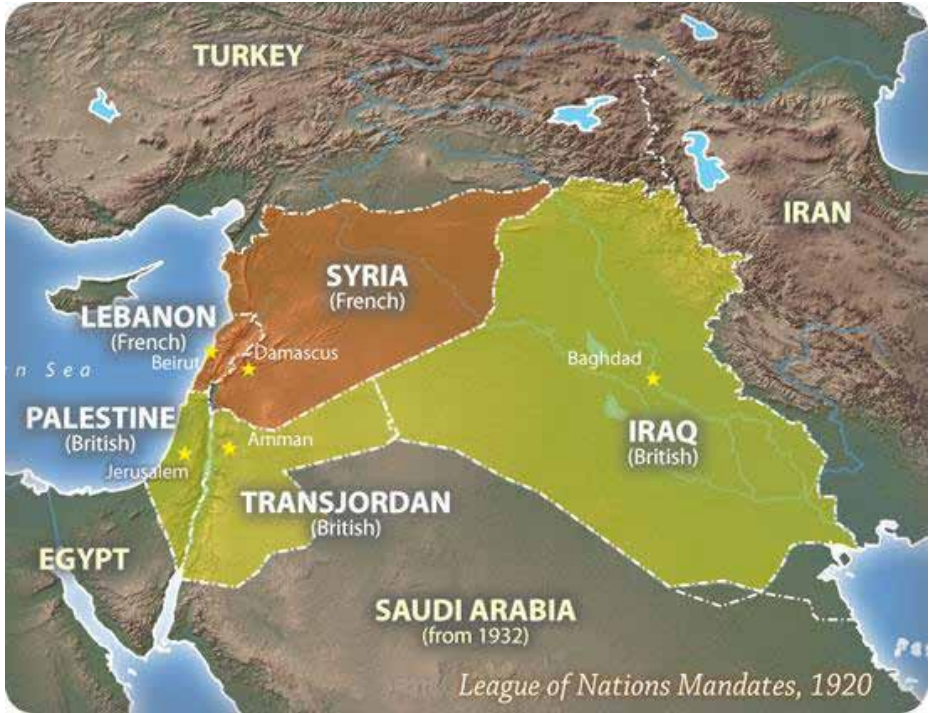 TURKEY
IRAN
SYRIA
(French)
LEBANON
(French)
Beirut
Damascus
n Sea
Baghdad
PALESTINE
(British)
Amman
Jerusalem
IRAQ
(British)
TRANSJORDAN
(British)
EGYPT
SAUDI ARABIA
(from 1932)
Pe
League of Nations Mandates, 1920